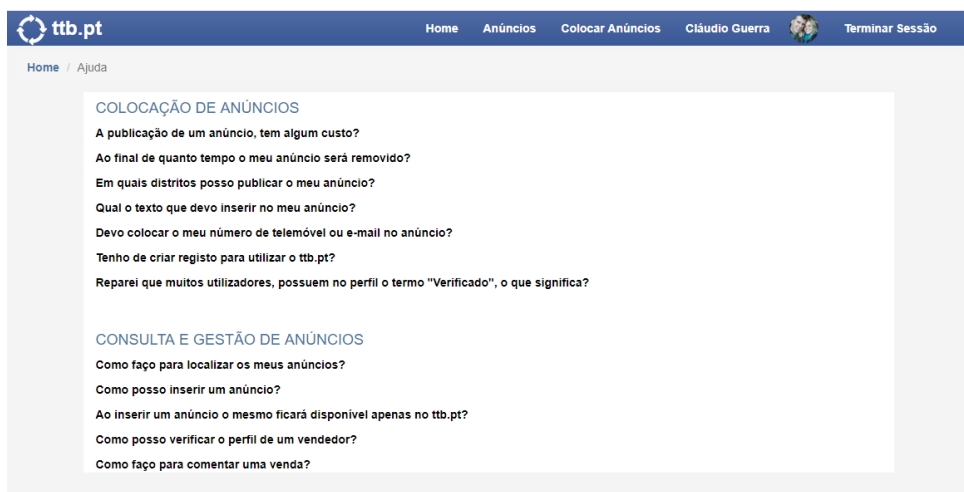 ttb.pt
Home Anúncios Colocar Anúncios Cláudio Guerra Terminar Sessão
Home / Ajuda
COLOCAÇÃO DE ANÚNCIOS
A publicação de um anúncio, tem algum custo?
Ao final de quanto tempo o meu anúncio será removido?
Em quais distritos posso publicar o meu anúncio?
Qual o texto que devo inserir no meu anúncio?
Devo colocar o meu número de telemóvel ou e-mail no anúncio?
Tenho de criar registo para utilizar o ttb.pt?
Reparei que muitos utilizadores, possuem no perfil o termo "Verificado", o que significa?
CONSULTA E GESTÃO DE ANÚNCIOS
Como faço para localizar os meus anúncios?
Como posso inserir um anúncio?
Ao inserir um anúncio o mesmo ficará disponível apenas no ttb.pt?
Como posso verificar o perfil de um vendedor?
Como faço para comentar uma venda?